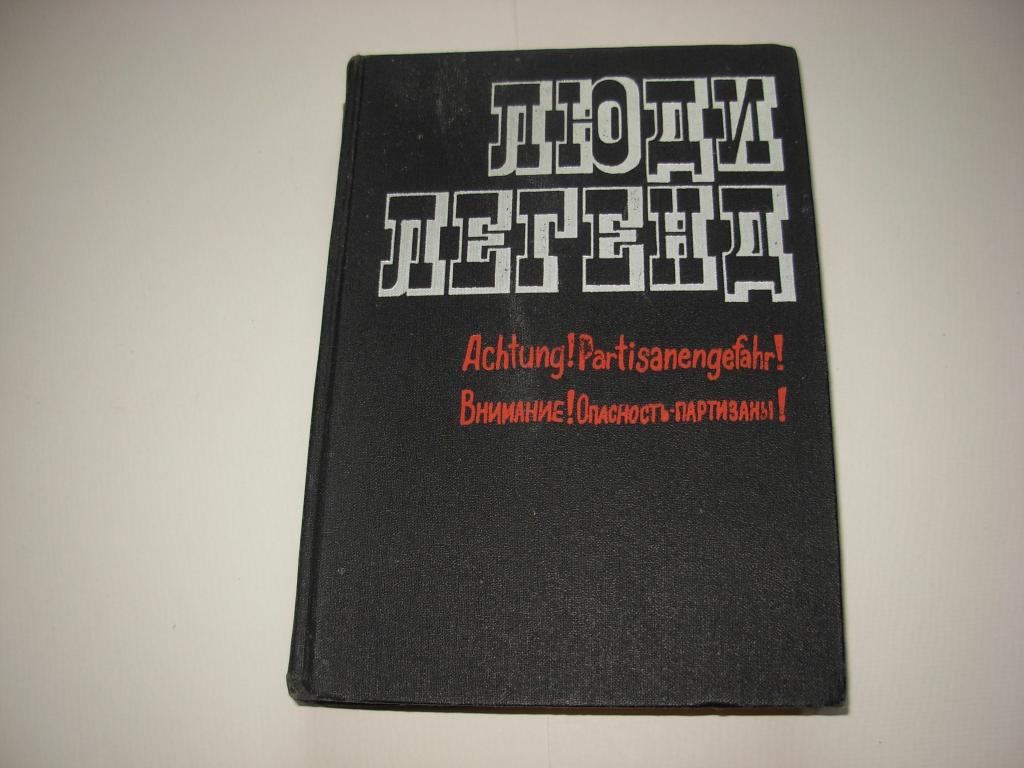 ЛЮДИ
ЛЕГЕНД
Achtung! Partisanengefahr!
Внимание! Опасность-партизаны!